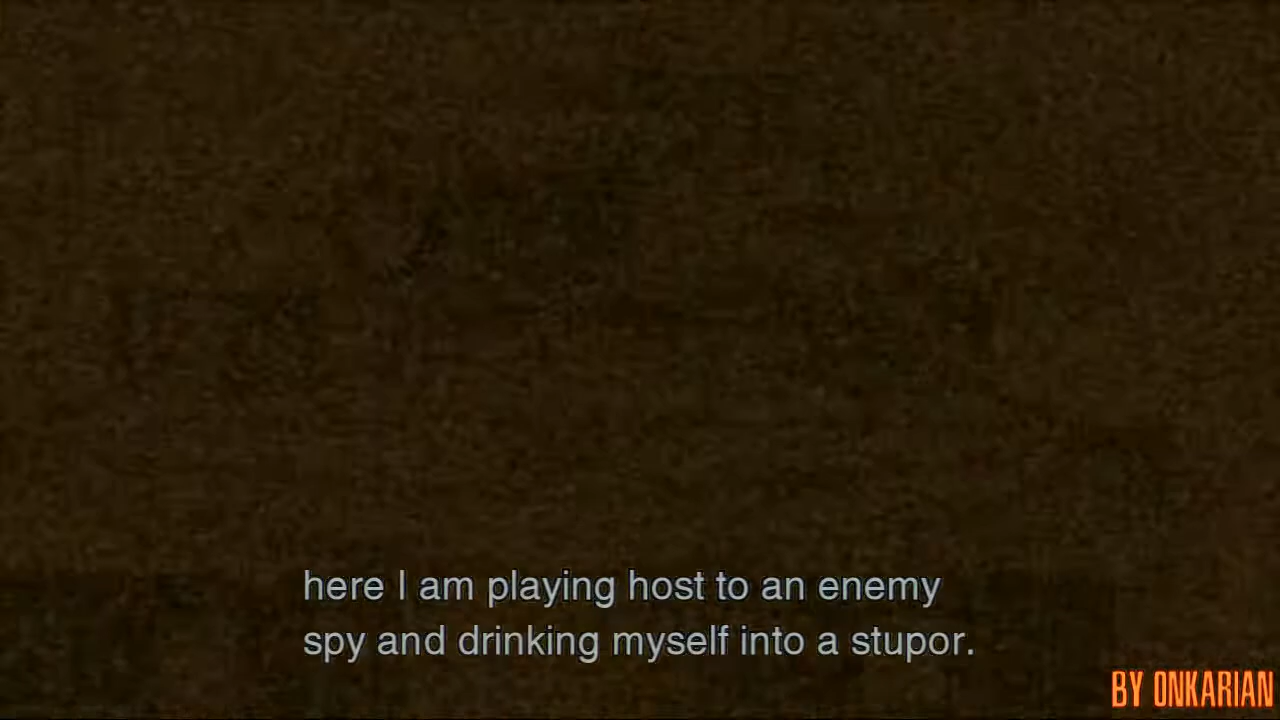 here I am playing host to an enemy
spy and drinking myself into a stupor.
BY ONKARIAN